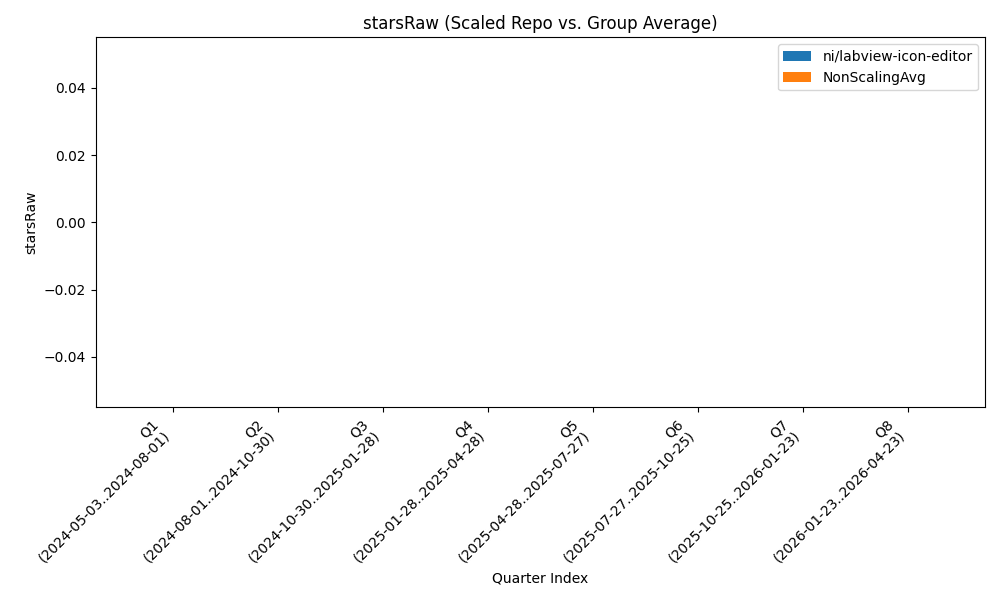 starsRaw (Scaled Repo vs. Group Average)
ni/labview-icon-editor
NonScalingAvg
starsRaw
0.04
0.02
0.00
−0.02
−0.04
Q1
(2024-05-03..2024-08-01)
Q2
(2024-08-01..2024-10-30)
Q3
(2024-10-30..2025-01-28)
Q4
(2025-01-28..2025-04-28)
Q5
(2025-04-28..2025-07-27)
Q6
(2025-07-27..2025-10-25)
Q7
(2025-10-25..2026-01-23)
Q8
(2026-01-23..2026-04-23)
Quarter Index